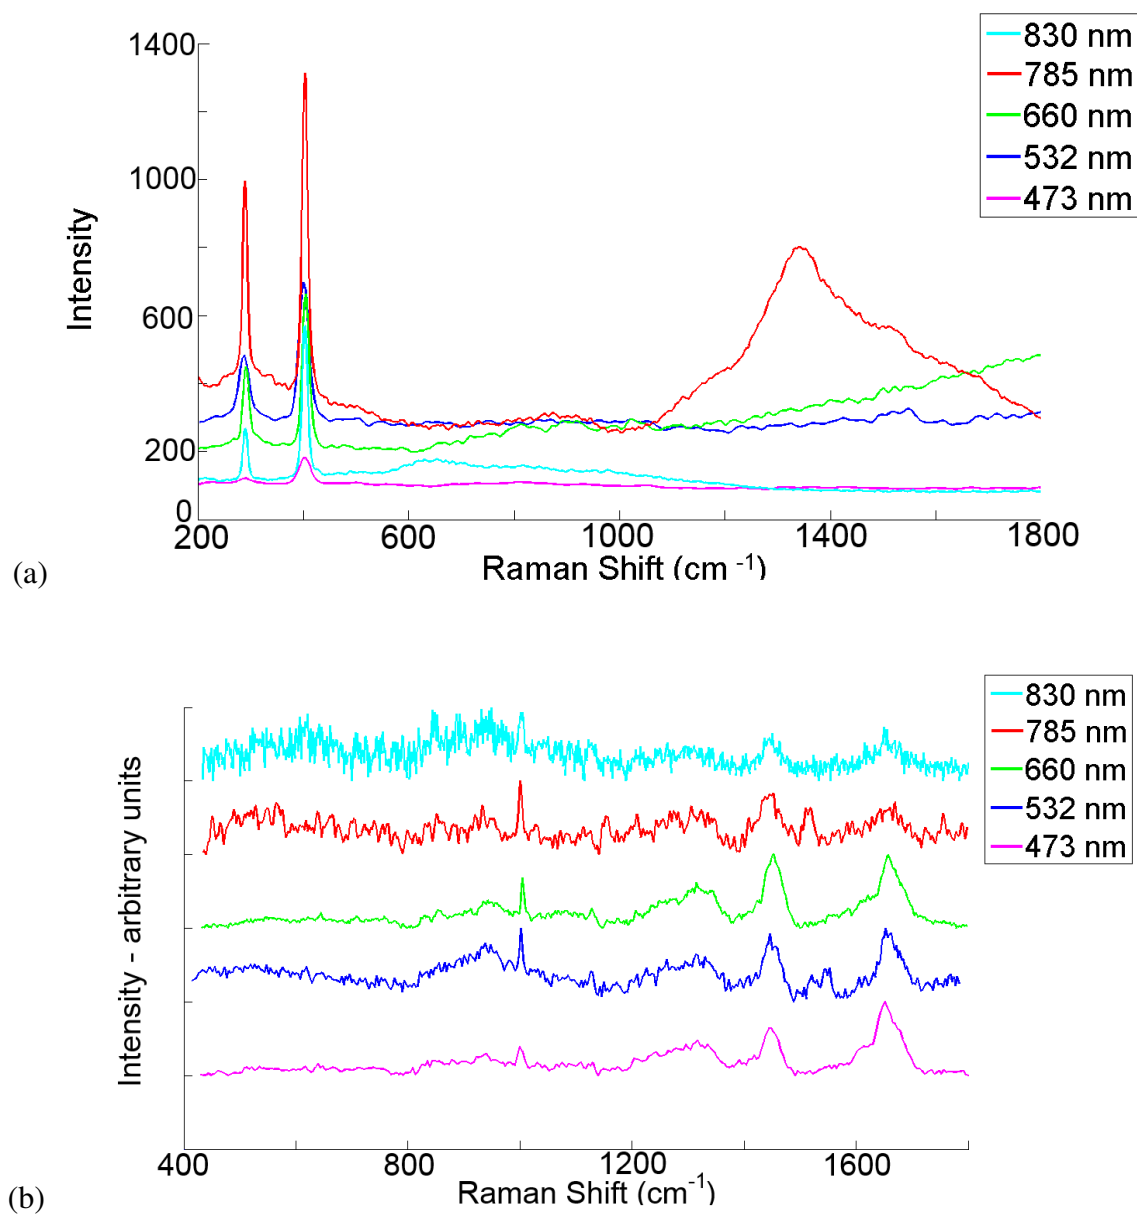 830 nm
785 nm
660 nm
532 nm
473 nm
1400
1000
600
200
0
Intensity
200 600 1000 1400 1800
Raman Shift (cm -1)
(a)
830 nm
785 nm
660 nm
532 nm
473 nm
Intensity - arbitrary units
400 800 1200 1600
Raman Shift (cm-1)
(b)